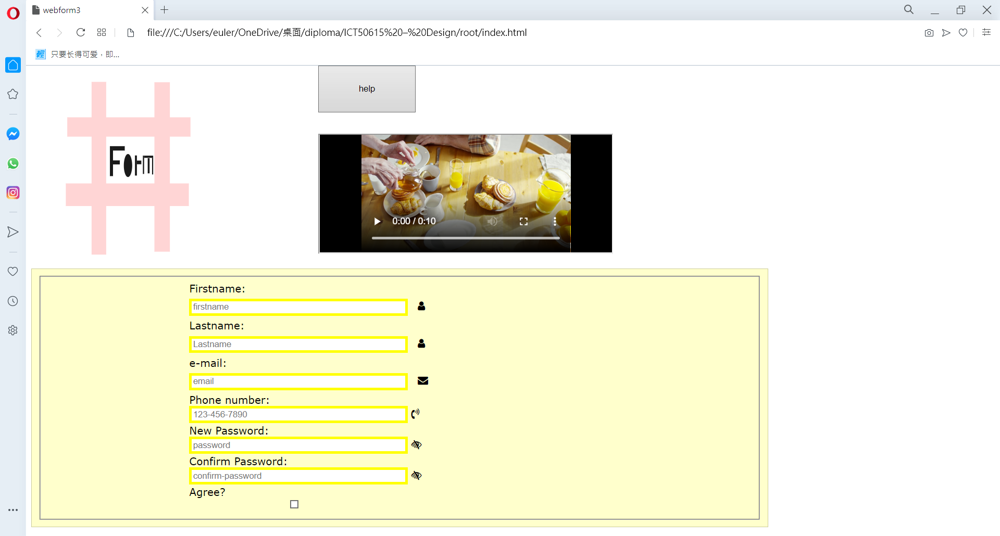 webform3
file:///C:/Users/euler/OneDrive/桌面/diploma/ICT50615%20–%20Design/root/index.html
輕 只要长得可爱，即...
help
Form
0:00 / 0:10
Firstname:
firstname
Lastname:
Lastname
e-mail:
email
Phone number:
123-456-7890
New Password:
password
Confirm Password:
confirm-password
Agree?